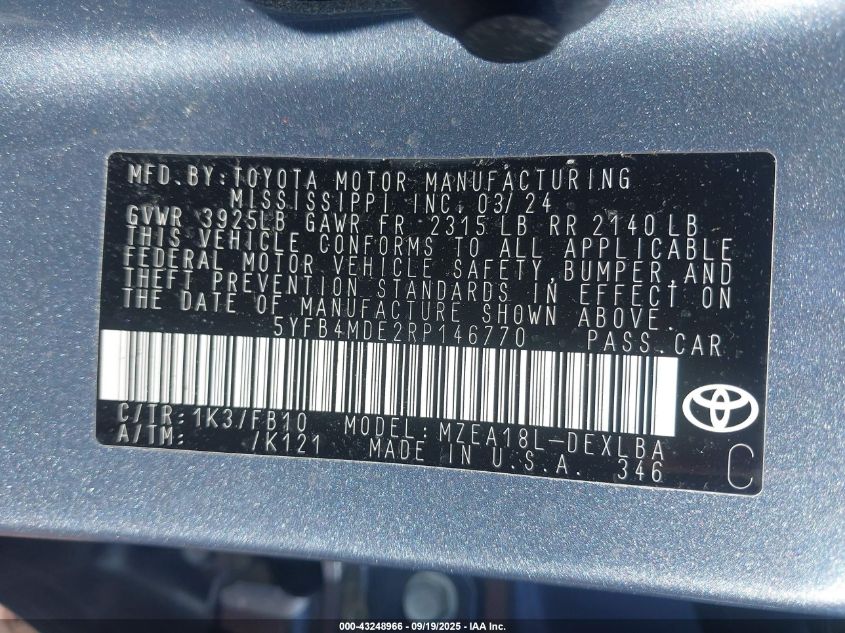 MFD.BY:TOYOTA MOTOR MANUFACTURING
MISSISSIPPI INC. 03/24
GVWR 3925LB GAWR FR 2315 LB RR 2140 LB
THIS VEHICLE CONFORMS TO ALL APPLICABLE
FEDERAL MOTOR VEHICLE SAFETY, BUMPER, AND
THEFT PREVENTION STANDARDS IN EFFECT ON
THE DATE OF MANUFACTURE SHOWN ABOVE.
5YFB4MDE2RP146770 PASS.CAR
C/TR: 1K3/FB10 MODEL: MZEA18L-DEXLBA
A/TM: /K121 MADE IN U.S.A. 346 C
000-43248966 - 09/19/2025 - IAA Inc.